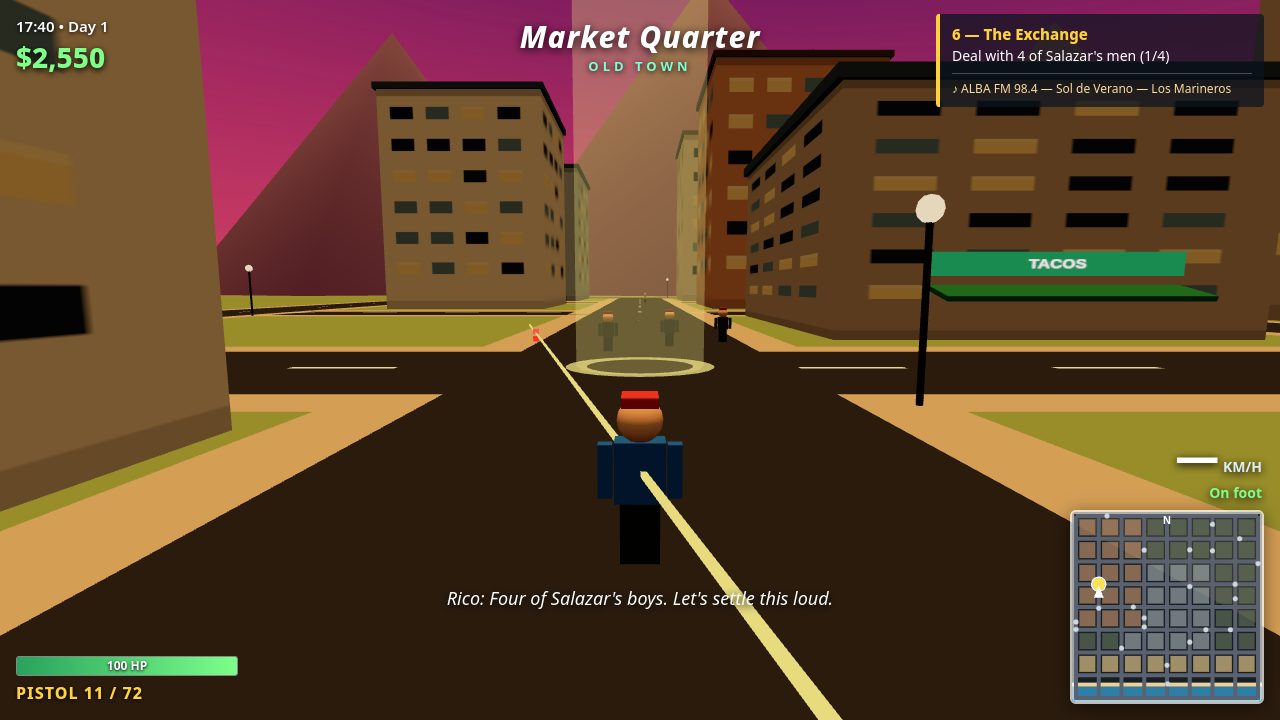 17:40 • Day 1
$2,550
Market Quarter
OLD TOWN
6 — The Exchange
Deal with 4 of Salazar's men (1/4)
♪ ALBA FM 98.4 — Sol de Verano — Los Marineros
TACOS
KM/H
On foot
N
Rico: Four of Salazar's boys. Let's settle this loud.
100 HP
PISTOL 11 / 72